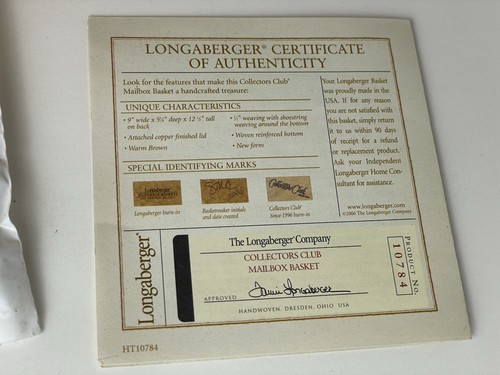 LONGABERGER® CERTIFICATE
OF AUTHENTICITY
Look for the features that make this Collectors Club®
Mailbox Basket a handcrafted treasure:
UNIQUE CHARACTERISTICS
• 9" wide x 5½" deep x 12 ½" tall
on back
• Attached copper finished lid
• Warm Brown
• ½" weaving with shoestring
weaving around the bottom
• Woven reinforced bottom
• New form
SPECIAL IDENTIFYING MARKS
Longaberger
Longaberger burn-in
Basketmaker initials
and date created
Collectors Club
Collectors Club®
Since 1996 burn-in
Your Longaberger Basket
was proudly made in the
USA. If for any reason
you are not satisfied with
this basket, simply return
it to us within 90 days
of receipt for a refund
or replacement product.
Ask your Independent
Longaberger Home Con-
sultant for assistance.
www.longaberger.com
©2006 The Longaberger Company
Longaberger®
The Longaberger® Company
COLLECTORS CLUB
MAILBOX BASKET
APPROVED
Tami Longaberger
HANDWOVEN, DRESDEN, OHIO USA
PRODUCT NO.
10784
HT10784